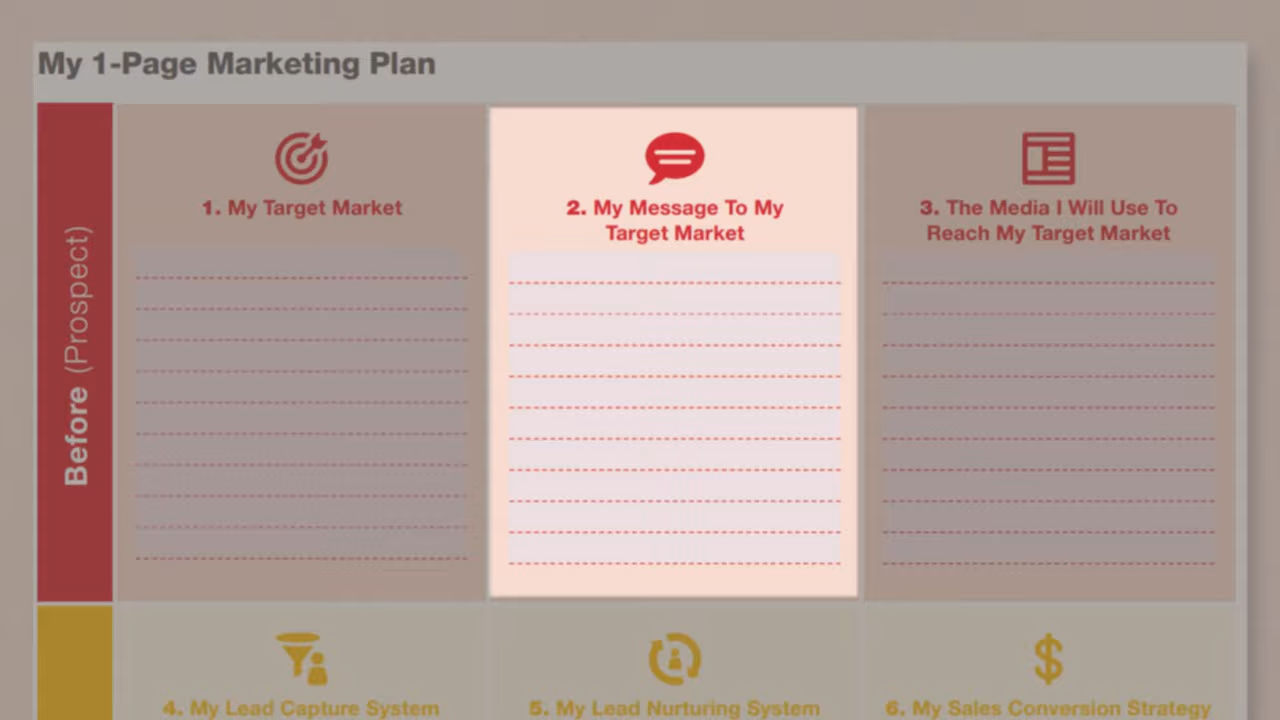 My 1-Page Marketing Plan
Before (Prospect)
1. My Target Market
2. My Message To My
Target Market
3. The Media I Will Use To
Reach My Target Market
4. My Lead Capture System
5. My Lead Nurturing System
6. My Sales Conversion Strategy